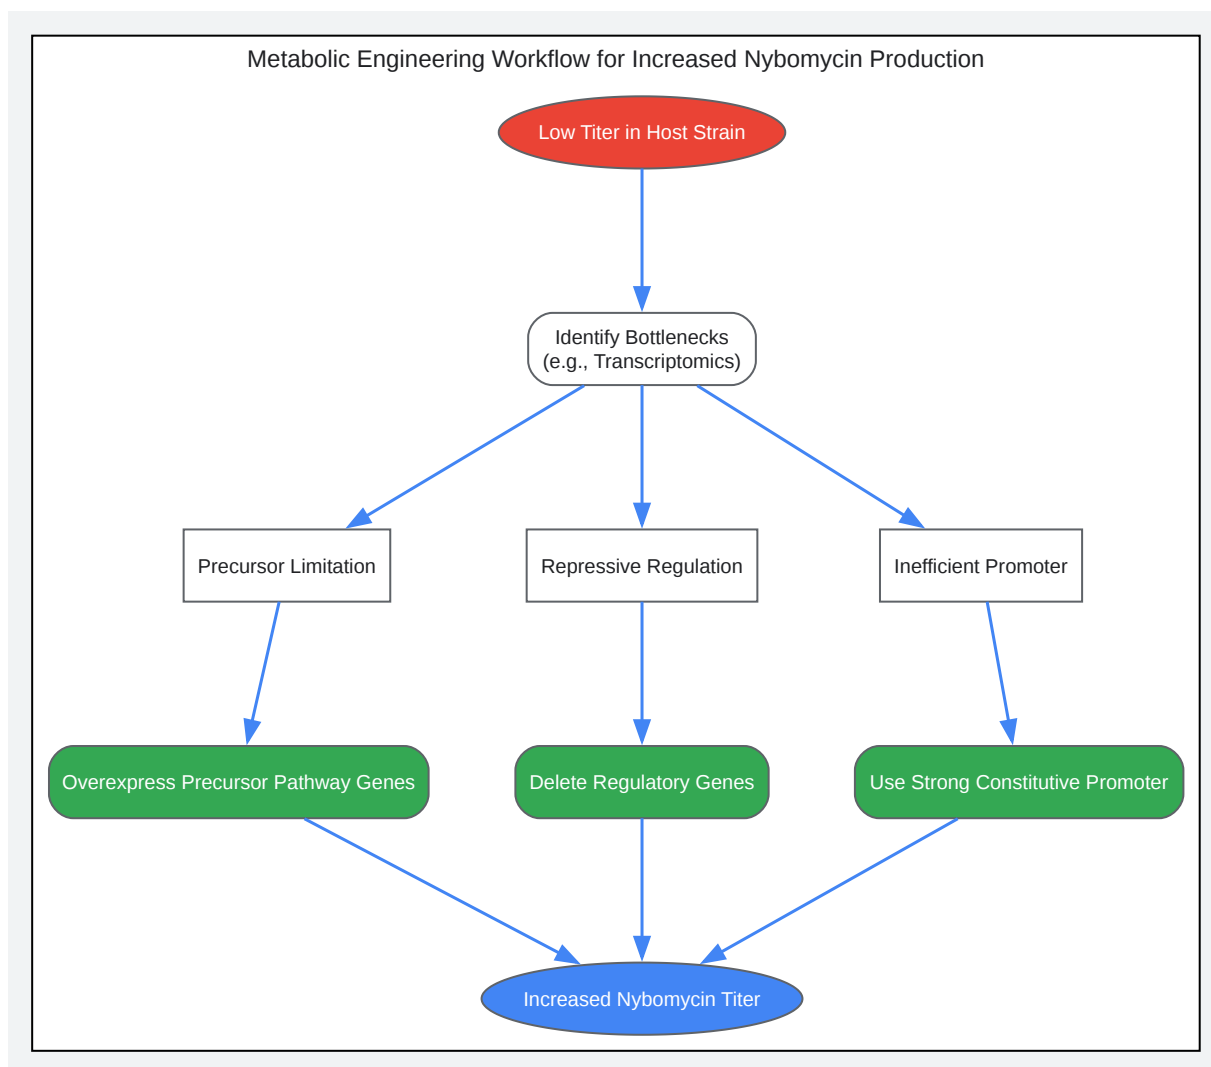 Metabolic Engineering Workflow for Increased Nybomycin Production
Low Titer in Host Strain
Identify Bottlenecks
(e.g., Transcriptomics)
Precursor Limitation
Repressive Regulation
Inefficient Promoter
Overexpress Precursor Pathway Genes
Delete Regulatory Genes
Use Strong Constitutive Promoter
Increased Nybomycin Titer